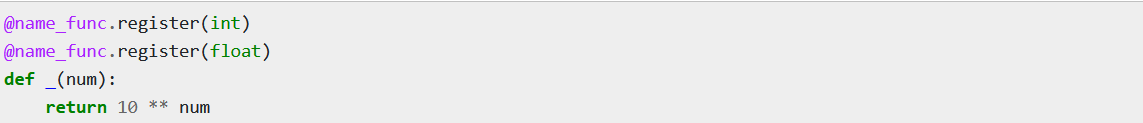 @name_func.register(int)
@name_func.register(float)
def _(num):
    return 10 ** num